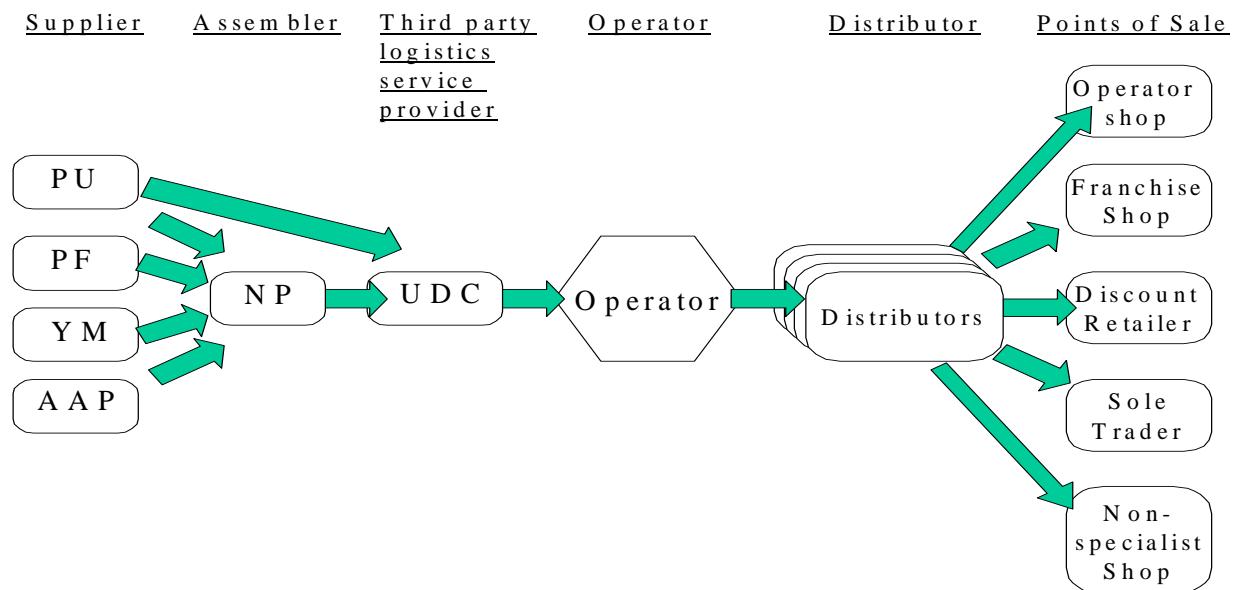 Supplier
Assembler
Third party
logistics
service
provider
Operator
Distributor
Points of Sale
PU
PF
YM
AAP
NP
UDC
Operator
Distributors
Operator
shop
Franchise
Shop
Discount
Retailer
Sole
Trader
Non-
specialist
Shop